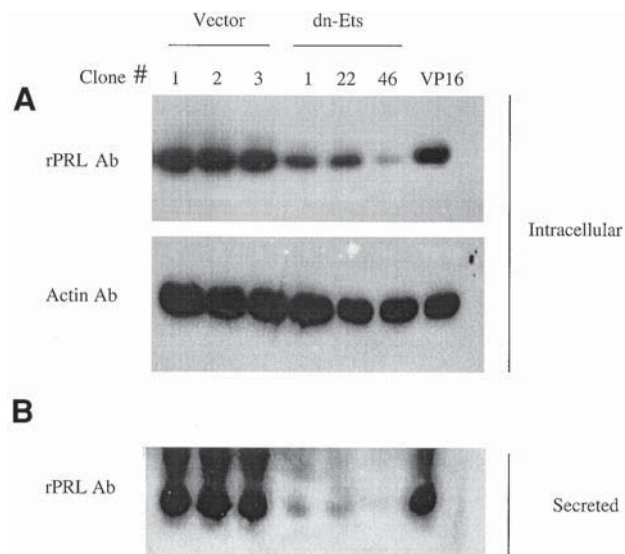 Vector dn-Ets
Clone # 1 2 3 1 22 46 VP16
A
rPRL Ab
Intracellular
Actin Ab
B
rPRL Ab
Secreted